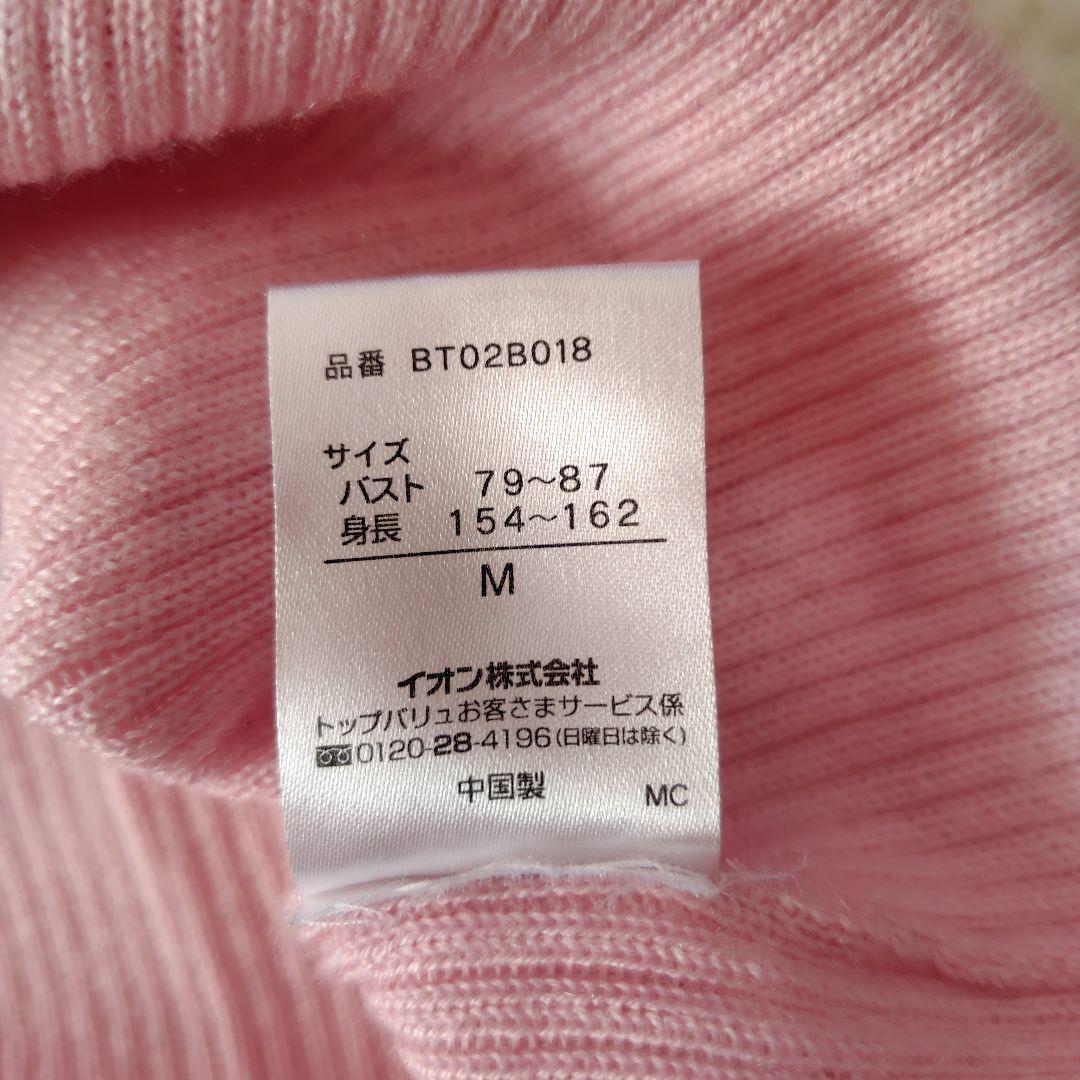 品番 BT02B018
サイズ
バスト 79～87
身長 154～162
M
イオン株式会社
トップバリュお客さまサービス係
0120-28-4196(日曜日は除く)
中国製 MC